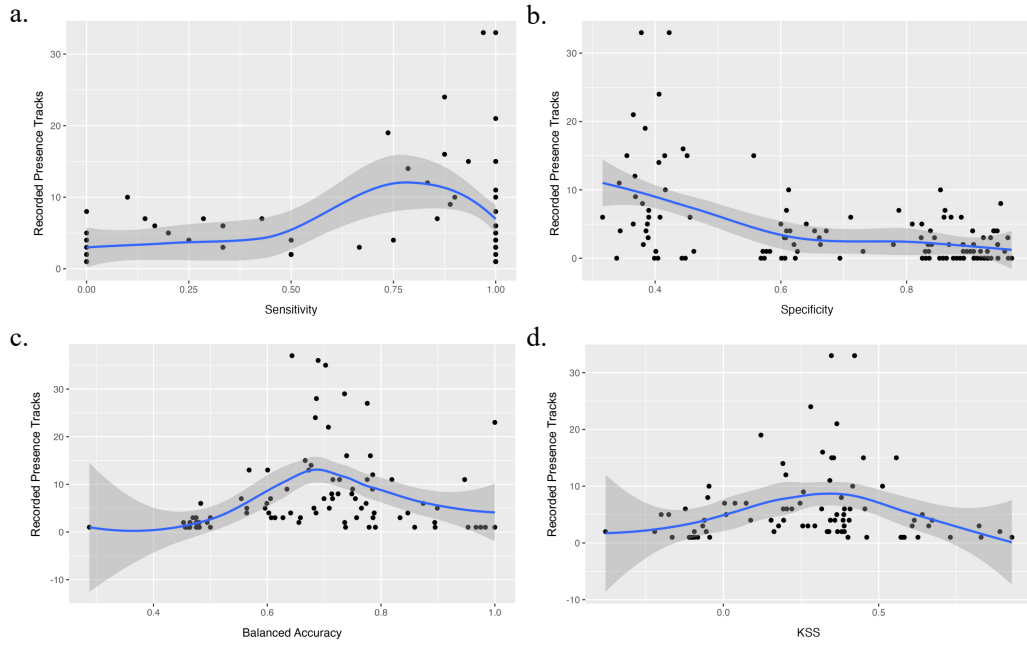 a.
30
20
10
0
Recorded Presence Tracks
0.00 0.25 0.50 0.75 1.00
Sensitivity
b.
30
20
10
0
Recorded Presence Tracks
0.4 0.6 0.8
Specificity
c.
30
20
10
0
-10
Recorded Presence Tracks
0.4 0.6 0.8 1.0
Balanced Accuracy
d.
30
20
10
0
-10
Recorded Presence Tracks
0.0 0.5
KSS